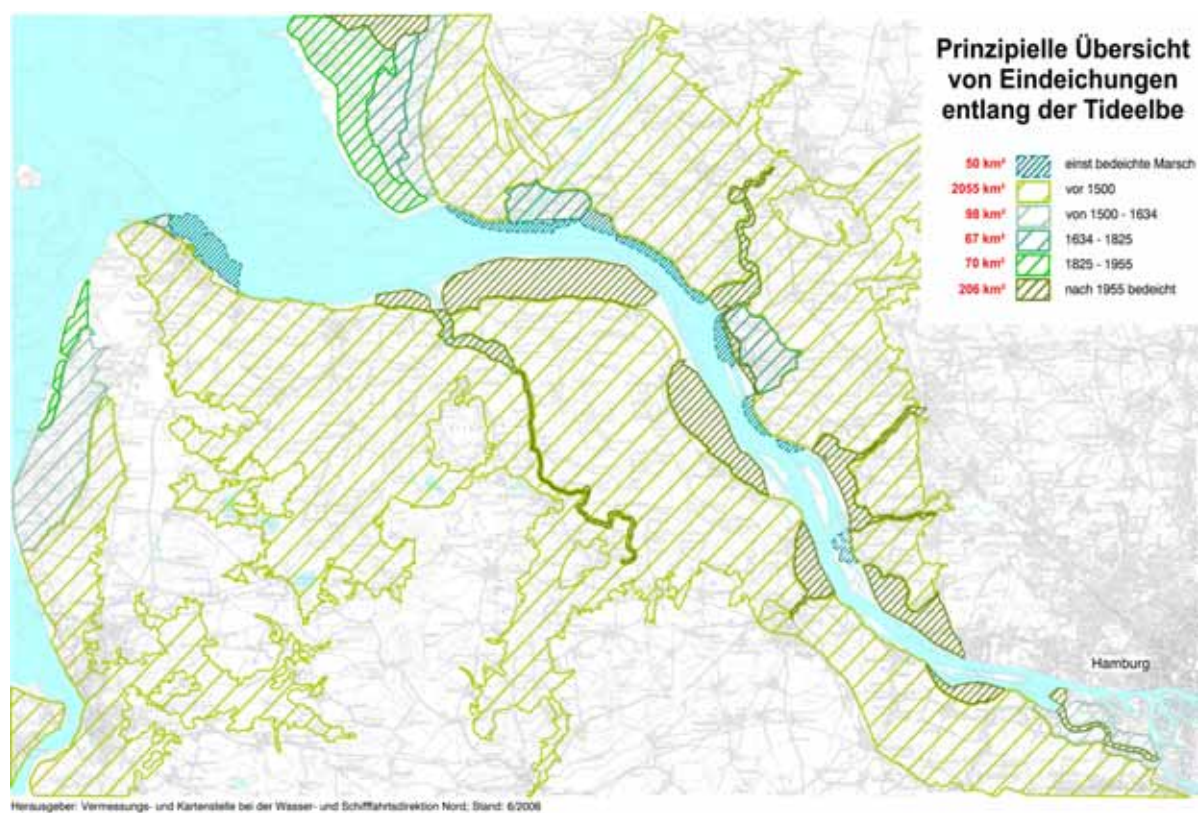 Prinzipielle Übersicht
von Eindeichungen
entlang der Tideelbe
50 km² einst bedeichte Marsch
2055 km² vor 1500
98 km² von 1500 - 1634
67 km² 1634 - 1825
70 km² 1825 - 1955
206 km² nach 1955 bedeicht
Hamburg
Herausgeber: Vermessungs- und Kartenstelle bei der Wasser- und Schifffahrtsdirektion Nord; Stand: 6/2006